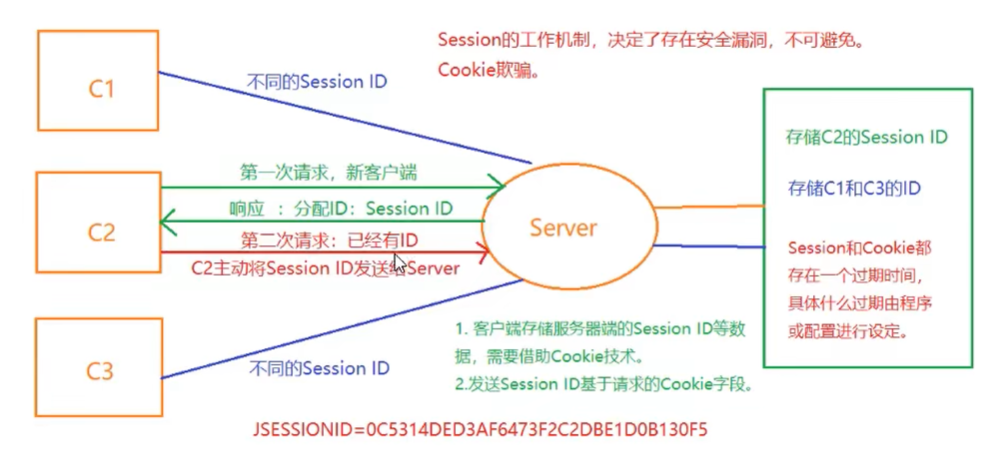 Session的工作机制，决定了存在安全漏洞，不可避免。
Cookie欺骗。
C1
不同的Session ID
存储C2的Session ID
第一次请求，新客户端
存储C1和C3的ID
响应 ：分配ID：Session ID
C2
Server
第二次请求：已经有ID
C2主动将Session ID发送给Server
Session和Cookie都
存在一个过期时间，
具体什么过期由程序
或配置进行设定。
1. 客户端存储服务器端的Session ID等数
据，需要借助Cookie技术。
2.发送Session ID基于请求的Cookie字段。
C3
不同的Session ID
JSESSIONID=0C5314DED3AF6473F2C2DBE1D0B130F5